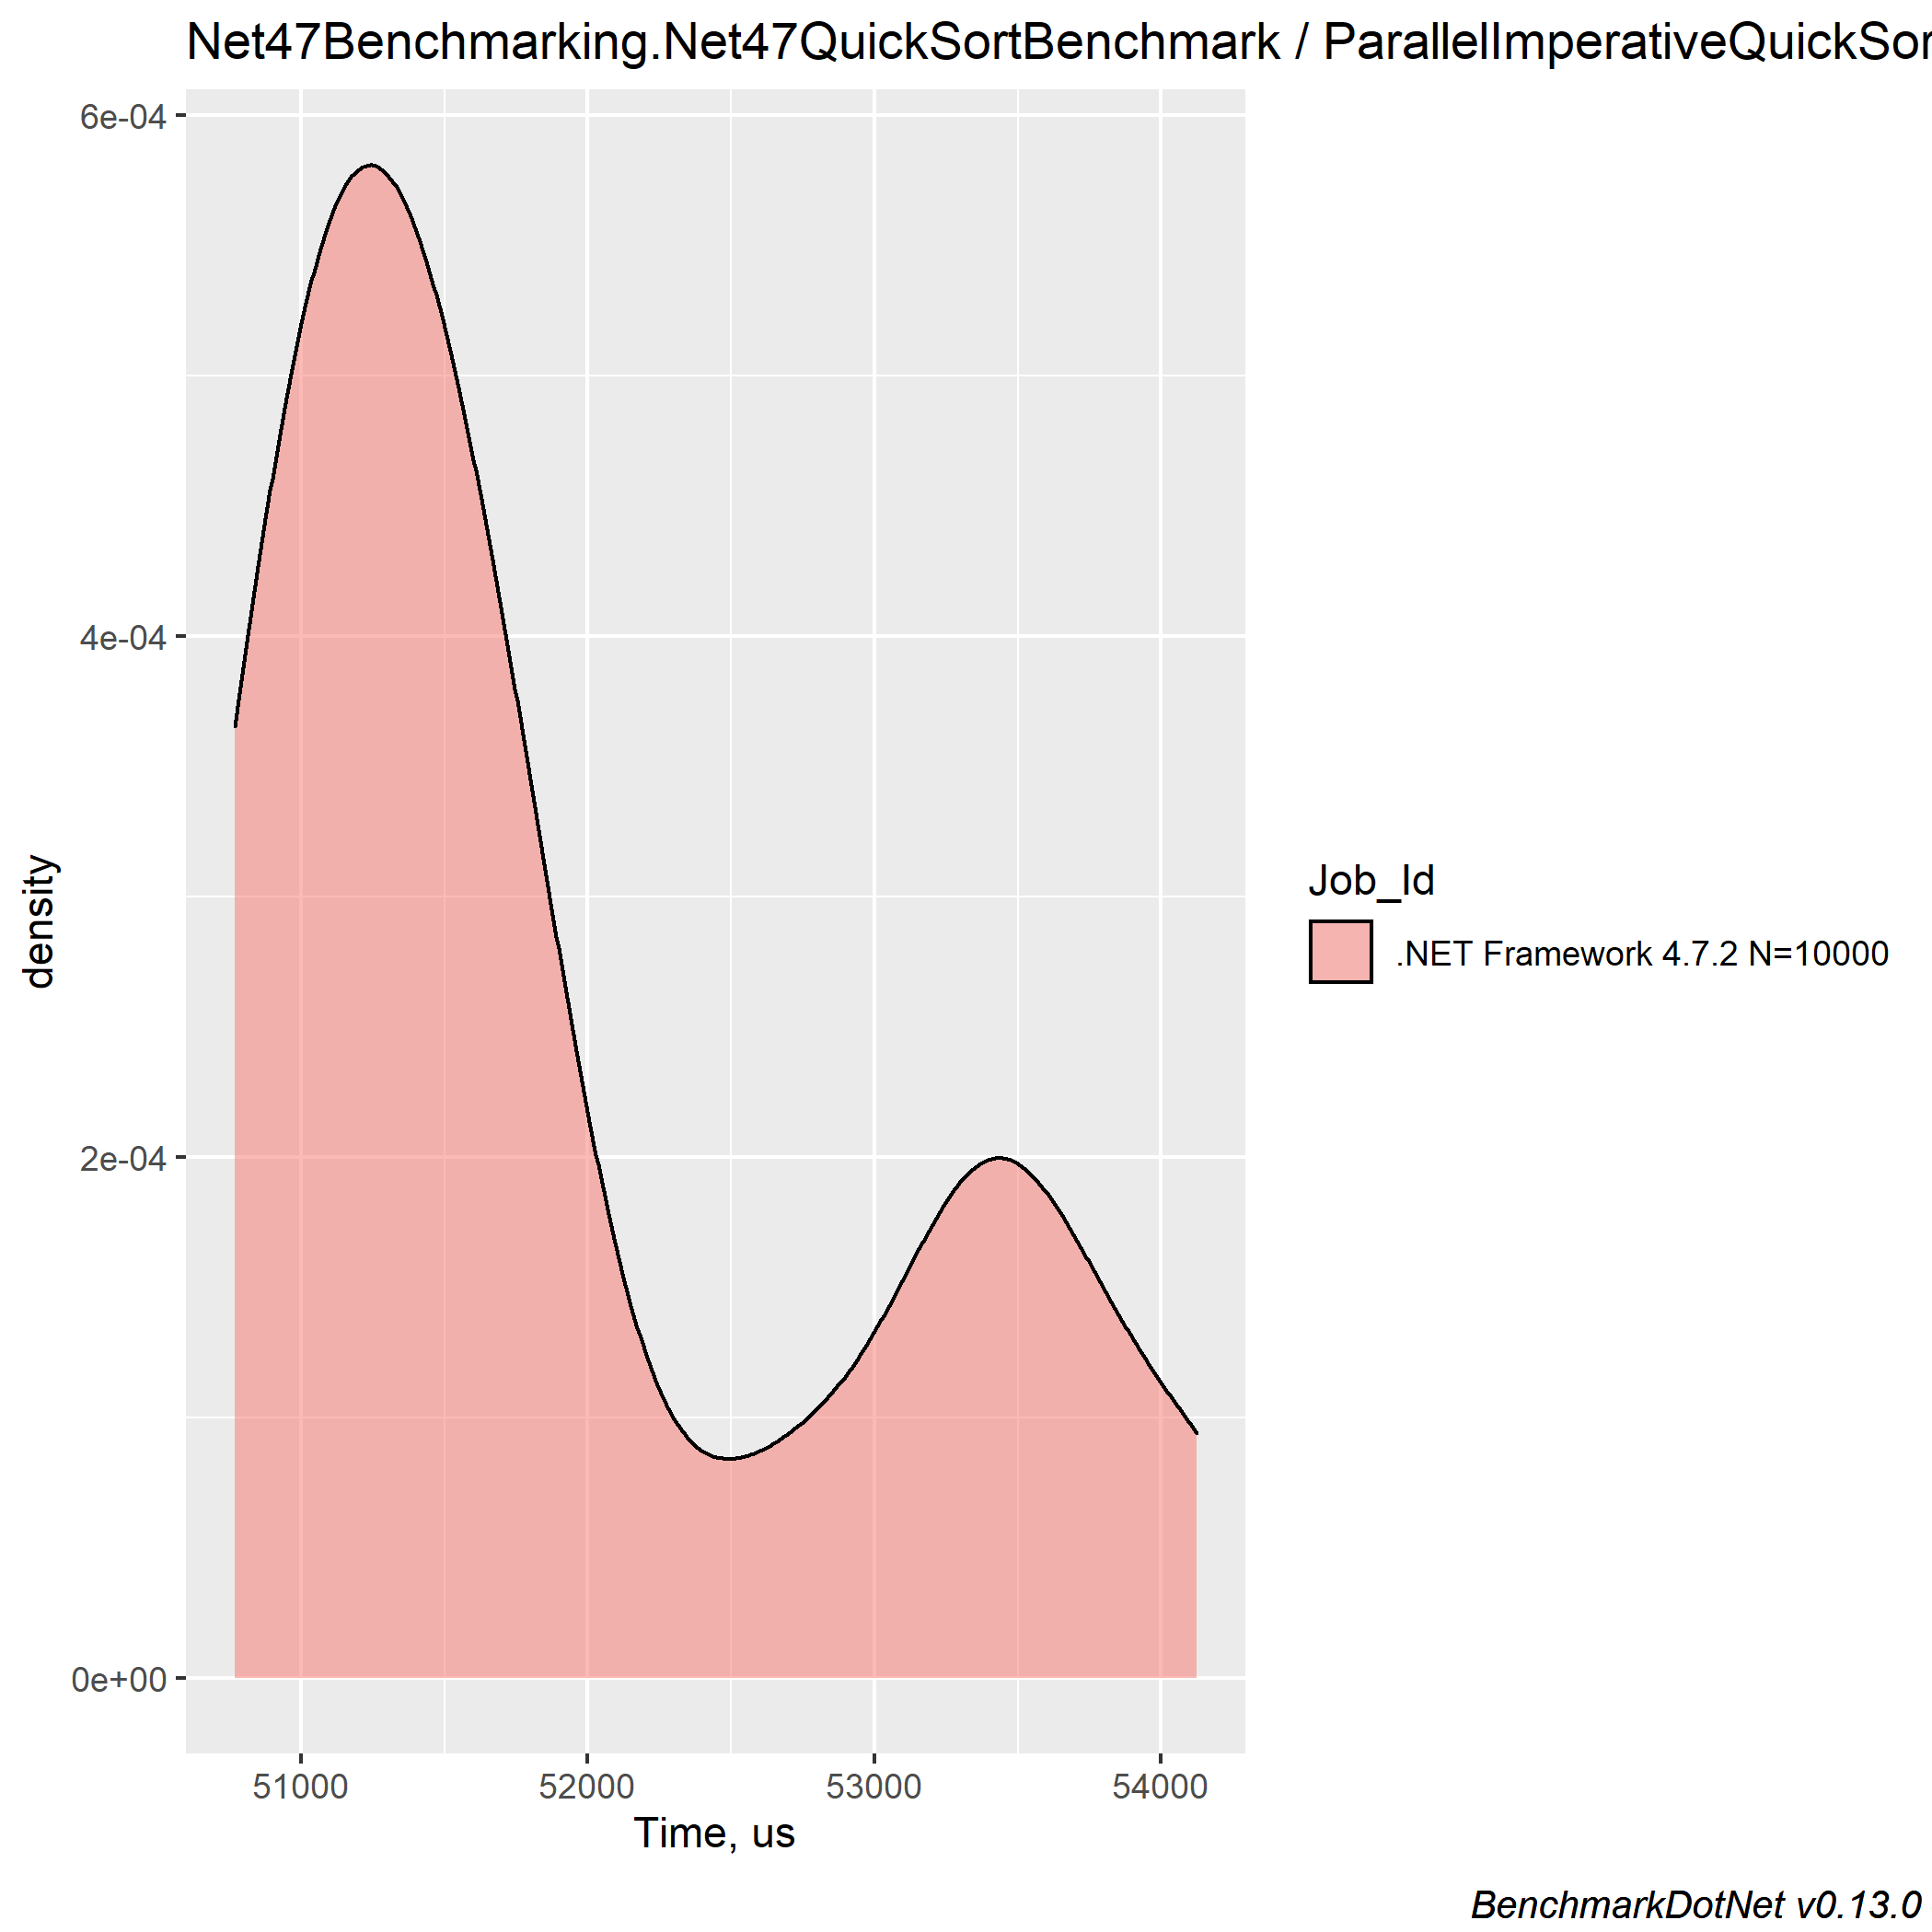 Net47Benchmarking.Net47QuickSortBenchmark / ParallelImperativeQuickSor
6e-04
4e-04
2e-04
0e+00
density
51000 52000 53000 54000
Time, us
Job_Id
.NET Framework 4.7.2 N=10000
BenchmarkDotNet v0.13.0